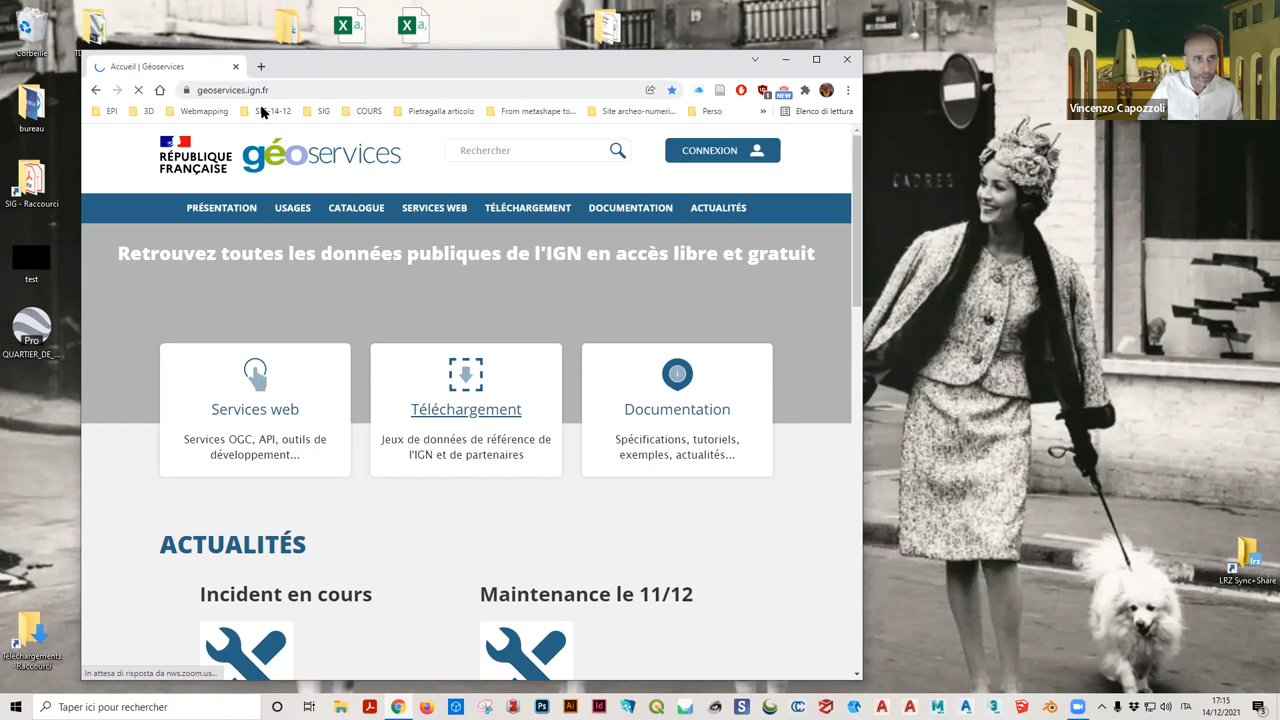 Corbeille
bureau
SIG - Raccourci
test
Pro
QUARTIER_DE_...
Téléchargements
- Raccourci
Accueil | Géoservices
geoservices.ign.fr
NEW
EPI
3D
Webmapping
SIG
COURS
Pietragalla articolo
From metashape to...
Site archeo-numeri...
Perso
»
Elenco di lettura
RÉPUBLIQUE
FRANÇAISE
géoservices
Rechercher
CONNEXION
PRÉSENTATION
USAGES
CATALOGUE
SERVICES WEB
TÉLÉCHARGEMENT
DOCUMENTATION
ACTUALITÉS
Retrouvez toutes les données publiques de l'IGN en accès libre et gratuit
Services web
Services OGC, API, outils de
développement...
Téléchargement
Jeux de données de référence de
l'IGN et de partenaires
Documentation
Spécifications, tutoriels,
exemples, actualités...
ACTUALITÉS
Incident en cours
Maintenance le 11/12
In attesa di risposta da nws.zoom.us...
Vincenzo Capozzoli
CADRES
lrz
LRZ Sync+Share
Taper ici pour rechercher
ITA
17:15
14/12/2021